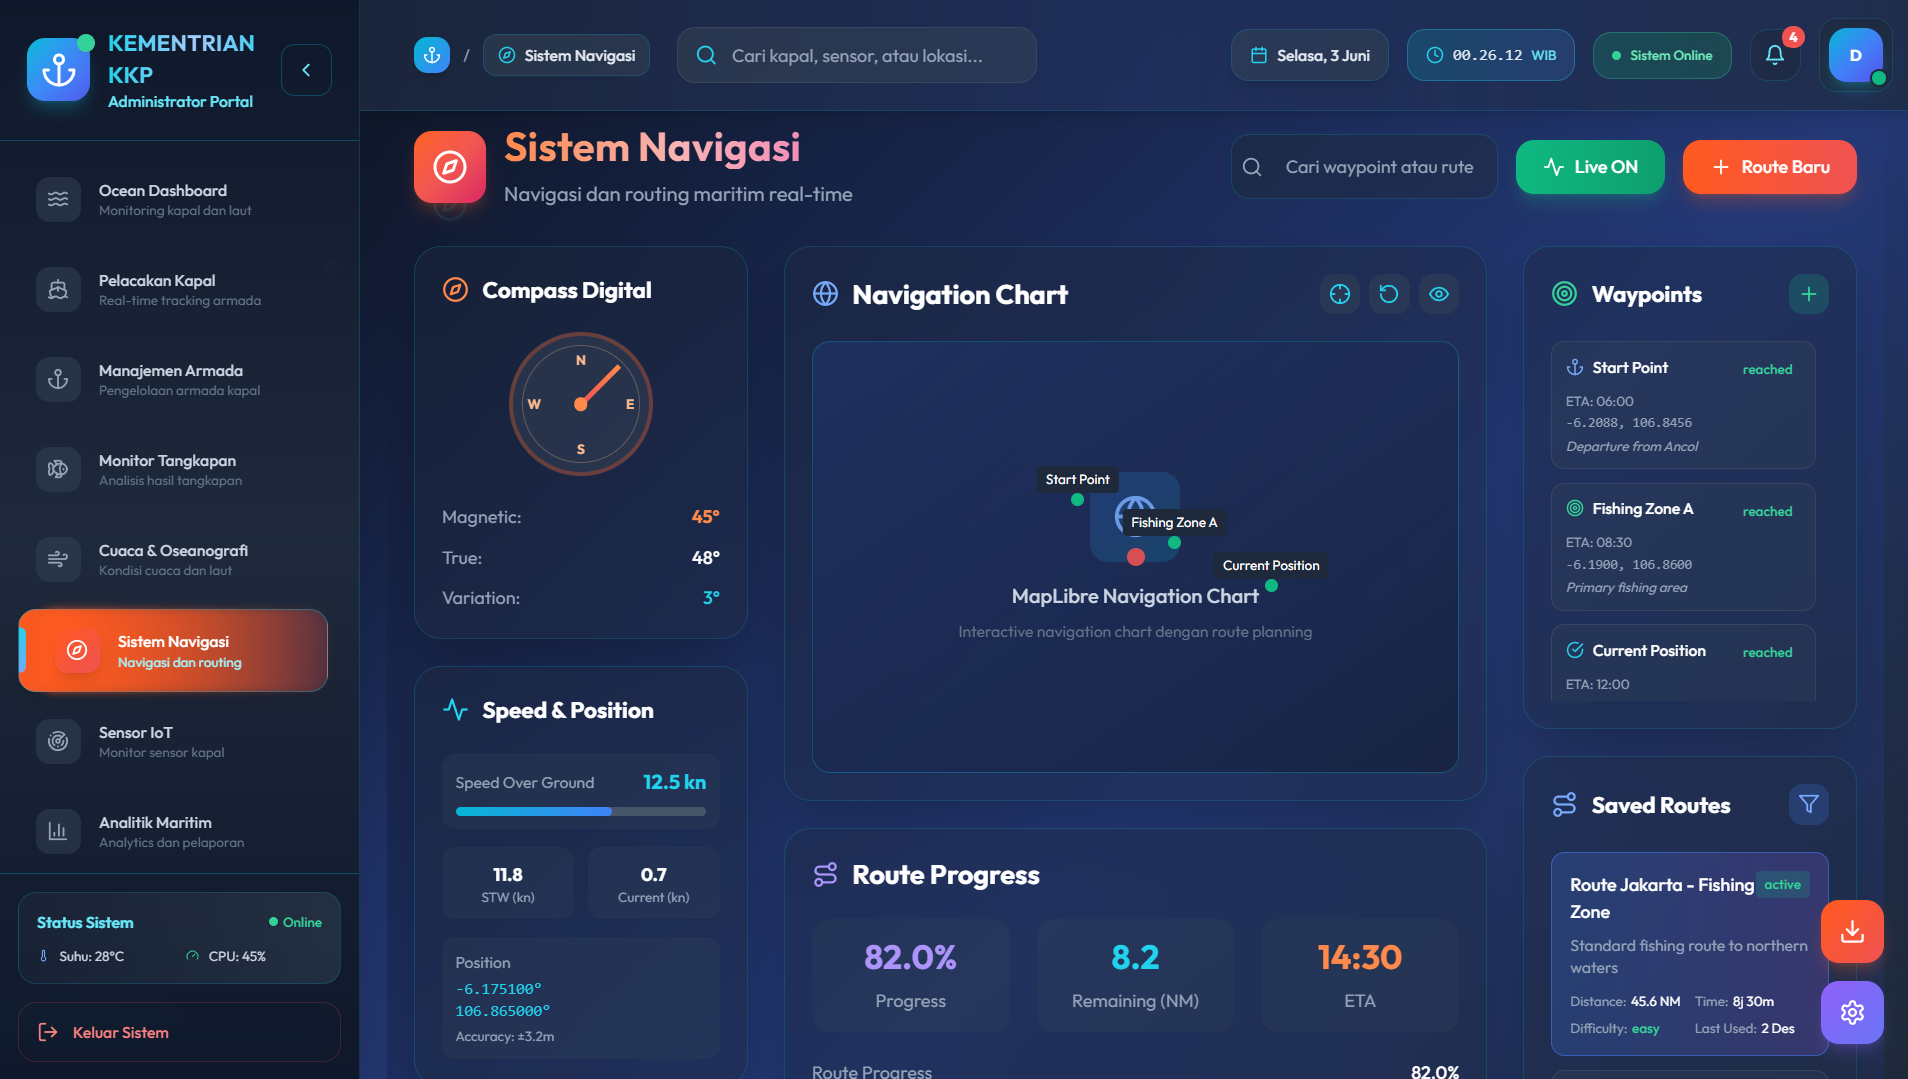 KEMENTRIAN
KKP
Administrator Portal
Ocean Dashboard
Monitoring kapal dan laut
Pelacakan Kapal
Real-time tracking armada
Manajemen Armada
Pengelolaan armada kapal
Monitor Tangkapan
Analisis hasil tangkapan
Cuaca & Oseanografi
Kondisi cuaca dan laut
Sistem Navigasi
Navigasi dan routing
Sensor IoT
Monitor sensor kapal
Analitik Maritim
Analytics dan pelaporan
Status Sistem
Online
Suhu: 28°C
CPU: 45%
Keluar Sistem
/
Sistem Navigasi
Cari kapal, sensor, atau lokasi...
Selasa, 3 Juni
00.26.12 WIB
Sistem Online
4
D
Sistem Navigasi
Navigasi dan routing maritim real-time
Cari waypoint atau rute
Live ON
Route Baru
Compass Digital
N
W
E
S
Magnetic: 45°
True: 48°
Variation: 3°
Speed & Position
Speed Over Ground 12.5 kn
11.8
STW (kn)
0.7
Current (kn)
Position
-6.175100°
106.865000°
Accuracy: ±3.2m
Navigation Chart
Start Point
Fishing Zone A
Current Position
MapLibre Navigation Chart
Interactive navigation chart dengan route planning
Route Progress
82.0%
Progress
8.2
Remaining (NM)
14:30
ETA
Route Progress 82.0%
Waypoints
Start Point reached
ETA: 06:00
-6.2088, 106.8456
Departure from Ancol
Fishing Zone A reached
ETA: 08:30
-6.1900, 106.8600
Primary fishing area
Current Position reached
ETA: 12:00
Saved Routes
Route Jakarta - Fishing active
Zone
Standard fishing route to northern
waters
Distance: 45.6 NM Time: 8j 30m
Difficulty: easy Last Used: 2 Des